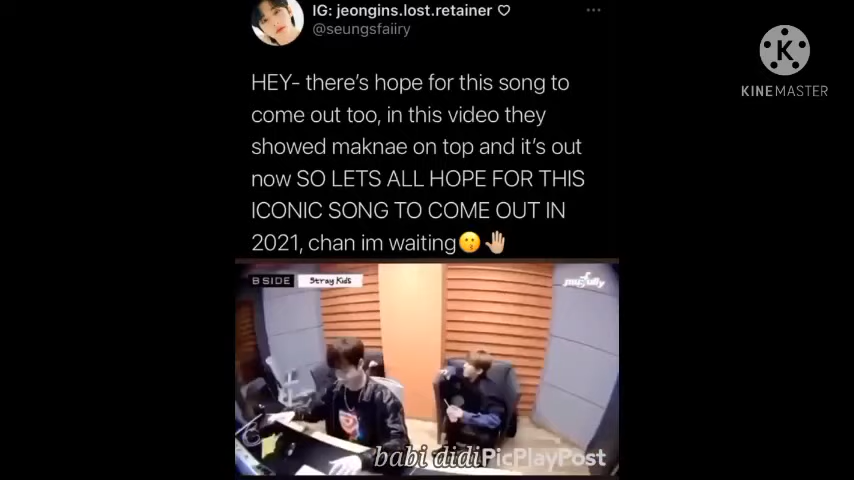 IG: jeongins.lost.retainer ♡
@seungsfaiiry
HEY- there's hope for this song to
come out too, in this video they
showed maknae on top and it's out
now SO LETS ALL HOPE FOR THIS
ICONIC SONG TO COME OUT IN
2021, chan im waiting😗🤚🏼
K
KINEMASTER
B SIDE
Stray Kids
babi didi
PicPlayPost